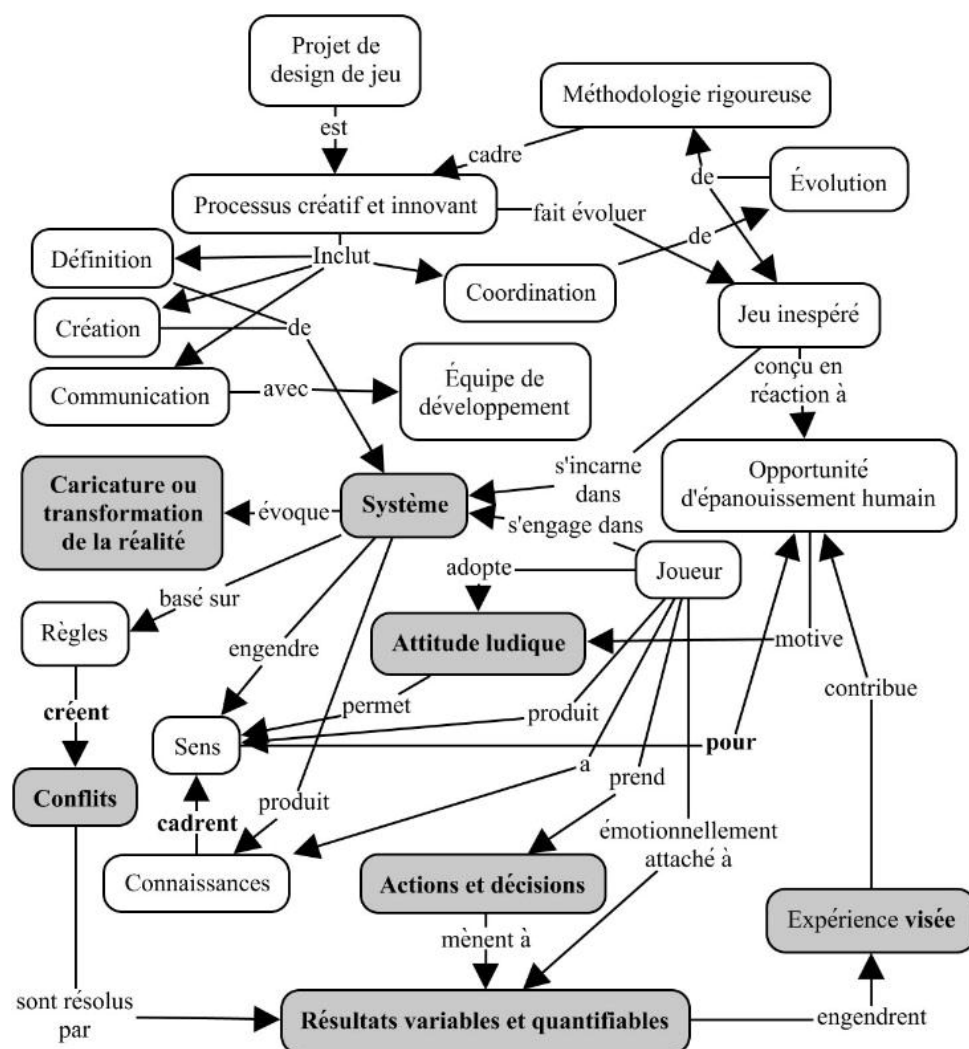 Projet de
design de jeu
Méthodologie rigoureuse
est
cadre
de
Évolution
Processus créatif et innovant
fait évoluer
de
Définition
Inclut
Coordination
Création
de
Jeu inespéré
Communication
avec
Équipe de
développement
conçu en
réaction à
Caricature ou
transformation
de la réalité
évoque
Système
s'incarne
dans
Opportunité
d'épanouissement humain
s'engage dans
adopte
Joueur
Règles
basé sur
engendre
Attitude ludique
motive
créent
Sens
permet
produit
pour
contribue
Conflits
cadrent
produit
a
prend
émotionnellement
attaché à
Connaissances
Actions et décisions
Expérience visée
mènent à
sont résolus
par
Résultats variables et quantifiables
engendrent